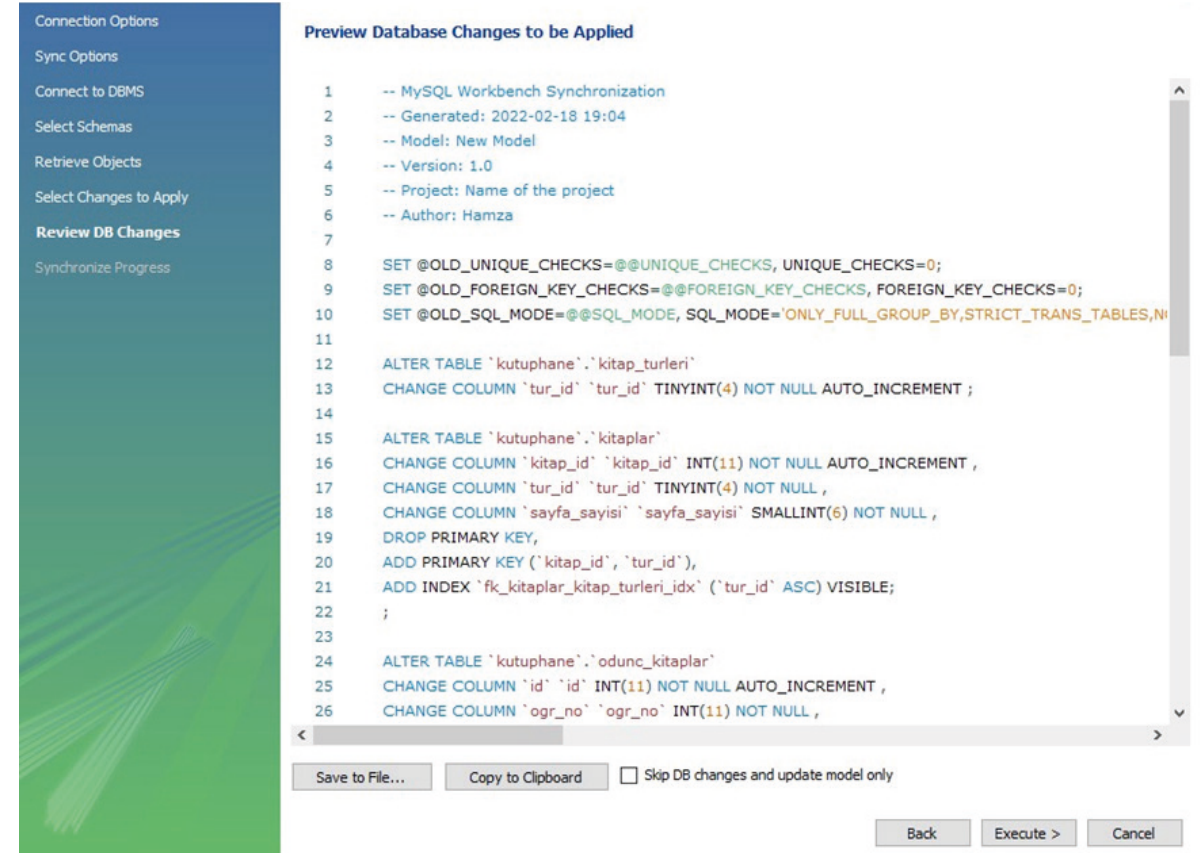 Connection Options
Sync Options
Connect to DBMS
Select Schemas
Retrieve Objects
Select Changes to Apply
Review DB Changes
Synchronize Progress
Preview Database Changes to be Applied
1 -- MySQL Workbench Synchronization
2 -- Generated: 2022-02-18 19:04
3 -- Model: New Model
4 -- Version: 1.0
5 -- Project: Name of the project
6 -- Author: Hamza
7
8 SET @OLD_UNIQUE_CHECKS=@@UNIQUE_CHECKS, UNIQUE_CHECKS=0;
9 SET @OLD_FOREIGN_KEY_CHECKS=@@FOREIGN_KEY_CHECKS, FOREIGN_KEY_CHECKS=0;
10 SET @OLD_SQL_MODE=@@SQL_MODE, SQL_MODE='ONLY_FULL_GROUP_BY,STRICT_TRANS_TABLES,N
11
12 ALTER TABLE `kutuphane`.`kitap_turleri`
13 CHANGE COLUMN `tur_id` `tur_id` TINYINT(4) NOT NULL AUTO_INCREMENT ;
14
15 ALTER TABLE `kutuphane`.`kitaplar`
16 CHANGE COLUMN `kitap_id` `kitap_id` INT(11) NOT NULL AUTO_INCREMENT ,
17 CHANGE COLUMN `tur_id` `tur_id` TINYINT(4) NOT NULL ,
18 CHANGE COLUMN `sayfa_sayisi` `sayfa_sayisi` SMALLINT(6) NOT NULL ,
19 DROP PRIMARY KEY,
20 ADD PRIMARY KEY (`kitap_id`, `tur_id`),
21 ADD INDEX `fk_kitaplar_kitap_turleri_idx` (`tur_id` ASC) VISIBLE;
22 ;
23
24 ALTER TABLE `kutuphane`.`odunc_kitaplar`
25 CHANGE COLUMN `id` `id` INT(11) NOT NULL AUTO_INCREMENT ,
26 CHANGE COLUMN `ogr_no` `ogr_no` INT(11) NOT NULL ,
Save to File...
Copy to Clipboard
Skip DB changes and update model only
Back
Execute >
Cancel